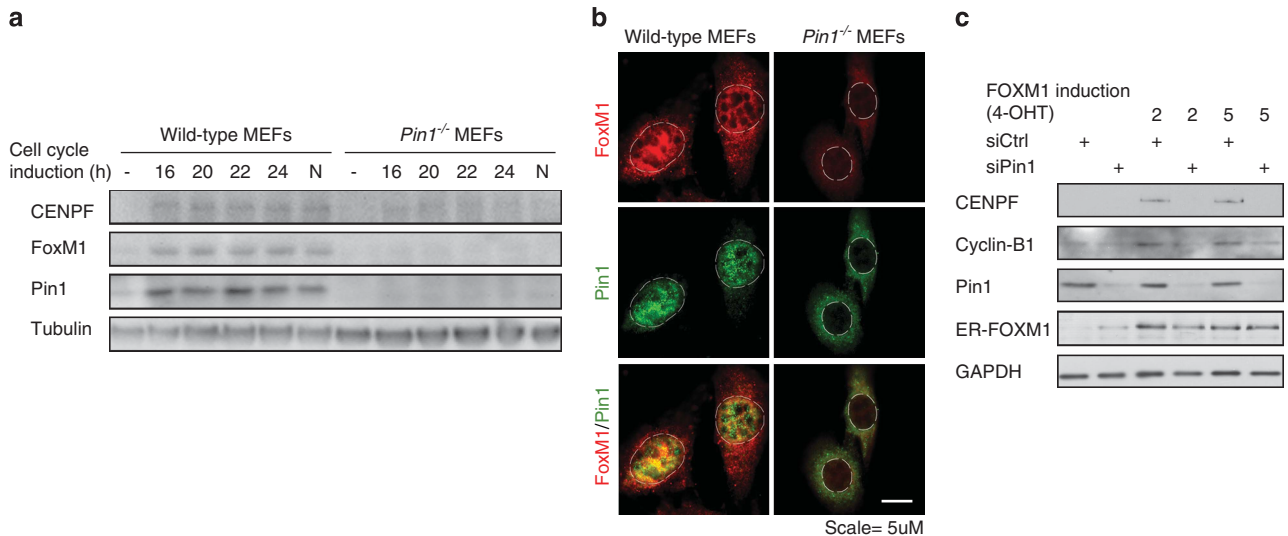 a
Wild-type MEFs Pin1-/- MEFs
Cell cycle
induction (h) - 16 20 22 24 N - 16 20 22 24 N
CENPF
FoxM1
Pin1
Tubulin
b
Wild-type MEFs Pin1-/- MEFs
FoxM1
Pin1
FoxM1/Pin1
Scale= 5uM
c
FOXM1 induction
(4-OHT) 2 2 5 5
siCtrl + + +
siPin1 + + +
CENPF
Cyclin-B1
Pin1
ER-FOXM1
GAPDH